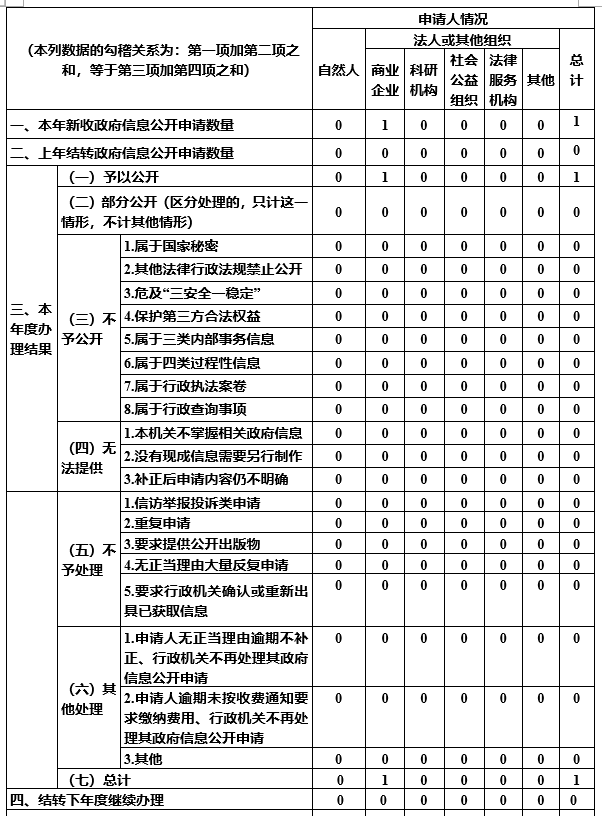 （本列数据的勾稽关系为：第一项加第二项之
和，等于第三项加第四项之和）
申请人情况
自然人
法人或其他组织
总
计
商业
企业
科研
机构
社会
公益
组织
法律
服务
机构
其他
一、本年新收政府信息公开申请数量 0 1 0 0 0 0 1
二、上年结转政府信息公开申请数量 0 0 0 0 0 0 0
三、本
年度办
理结果
（一）予以公开 0 1 0 0 0 0 1
（二）部分公开（区分处理的，只计这一
情形，不计其他情形） 0 0 0 0 0 0 0
（三）不
予公开
1.属于国家秘密 0 0 0 0 0 0 0
2.其他法律行政法规禁止公开 0 0 0 0 0 0 0
3.危及“三安全一稳定” 0 0 0 0 0 0 0
4.保护第三方合法权益 0 0 0 0 0 0 0
5.属于三类内部事务信息 0 0 0 0 0 0 0
6.属于四类过程性信息 0 0 0 0 0 0 0
7.属于行政执法案卷 0 0 0 0 0 0 0
8.属于行政查询事项 0 0 0 0 0 0 0
（四）无
法提供
1.本机关不掌握相关政府信息 0 0 0 0 0 0 0
2.没有现成信息需要另行制作 0 0 0 0 0 0 0
3.补正后申请内容仍不明确 0 0 0 0 0 0 0
（五）不
予处理
1.信访举报投诉类申请 0 0 0 0 0 0 0
2.重复申请 0 0 0 0 0 0 0
3.要求提供公开出版物 0 0 0 0 0 0 0
4.无正当理由大量反复申请 0 0 0 0 0 0 0
5.要求行政机关确认或重新出
具已获取信息 0 0 0 0 0 0 0
（六）其
他处理
1.申请人无正当理由逾期不补
正、行政机关不再处理其政府
信息公开申请 0 0 0 0 0 0 0
2.申请人逾期未按收费通知要
求缴纳费用、行政机关不再处
理其政府信息公开申请 0 0 0 0 0 0 0
3.其他 0 0 0 0 0 0 0
（七）总计 0 1 0 0 0 0 1
四、结转下年度继续办理 0 0 0 0 0 0 0